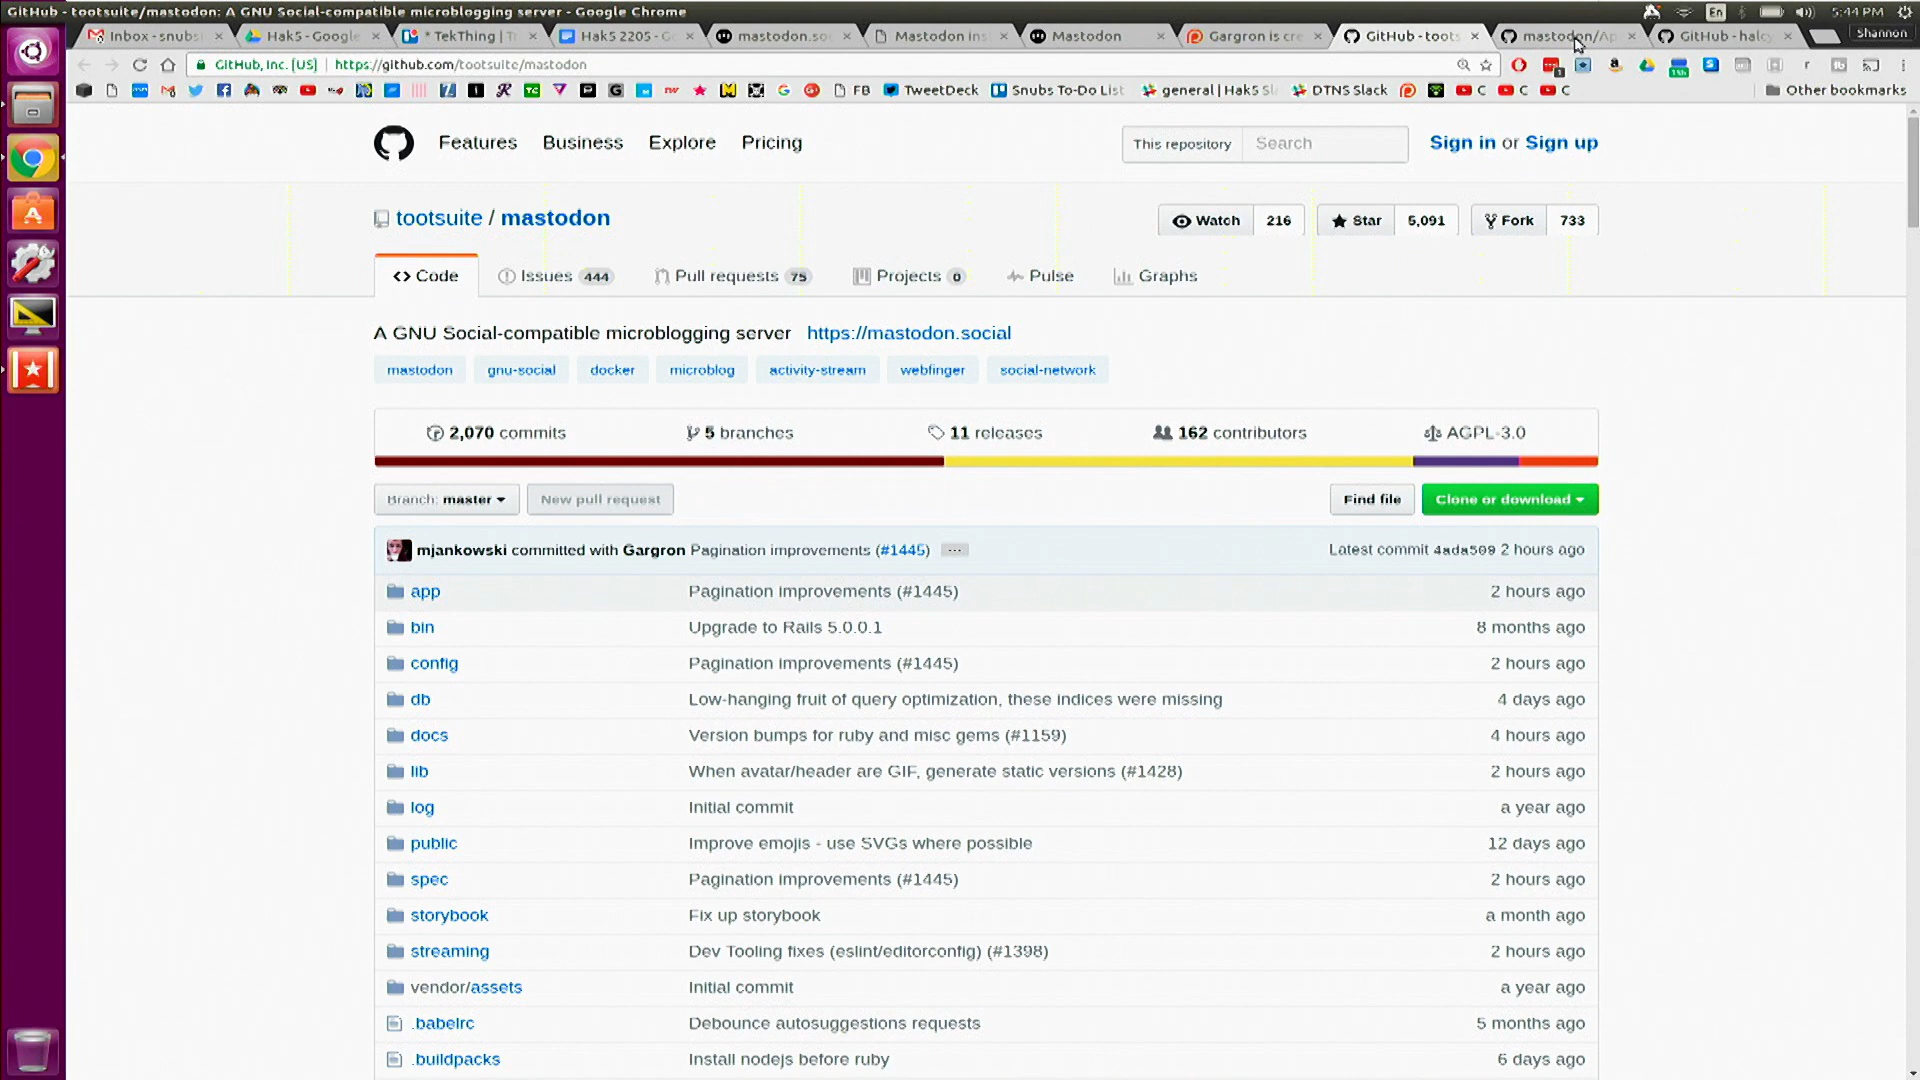 GitHub - tootsuite/mastodon: A GNU Social-compatible microblogging server - Google Chrome
En
5:44 PM
Inbox - snubs
Hak5 - Google
* TekThing | T
Hak5 2205 - G
mastodon.so
Mastodon ins
Mastodon
Gargron is cre
GitHub - toots
mastodon/Ap
GitHub - halcy
Shannon
GitHub, Inc. [US]
https://github.com/tootsuite/mastodon
FB
TweetDeck
Snubs To-Do List
general | Hak5 Sl
DTNS Slack
C
C
C
Other bookmarks
Features
Business
Explore
Pricing
This repository
Search
Sign in or Sign up
tootsuite / mastodon
Watch 216
Star 5,091
Fork 733
<> Code
Issues 444
Pull requests 75
Projects 0
Pulse
Graphs
A GNU Social-compatible microblogging server https://mastodon.social
mastodon
gnu-social
docker
microblog
activity-stream
webfinger
social-network
2,070 commits
5 branches
11 releases
162 contributors
AGPL-3.0
Branch: master
New pull request
Find file
Clone or download
mjankowski committed with Gargron Pagination improvements (#1445) ...
Latest commit 4ada509 2 hours ago
app Pagination improvements (#1445) 2 hours ago
bin Upgrade to Rails 5.0.0.1 8 months ago
config Pagination improvements (#1445) 2 hours ago
db Low-hanging fruit of query optimization, these indices were missing 4 days ago
docs Version bumps for ruby and misc gems (#1159) 4 hours ago
lib When avatar/header are GIF, generate static versions (#1428) 2 hours ago
log Initial commit a year ago
public Improve emojis - use SVGs where possible 12 days ago
spec Pagination improvements (#1445) 2 hours ago
storybook Fix up storybook a month ago
streaming Dev Tooling fixes (eslint/editorconfig) (#1398) 2 hours ago
vendor/assets Initial commit a year ago
.babelrc Debounce autosuggestions requests 5 months ago
.buildpacks Install nodejs before ruby 6 days ago